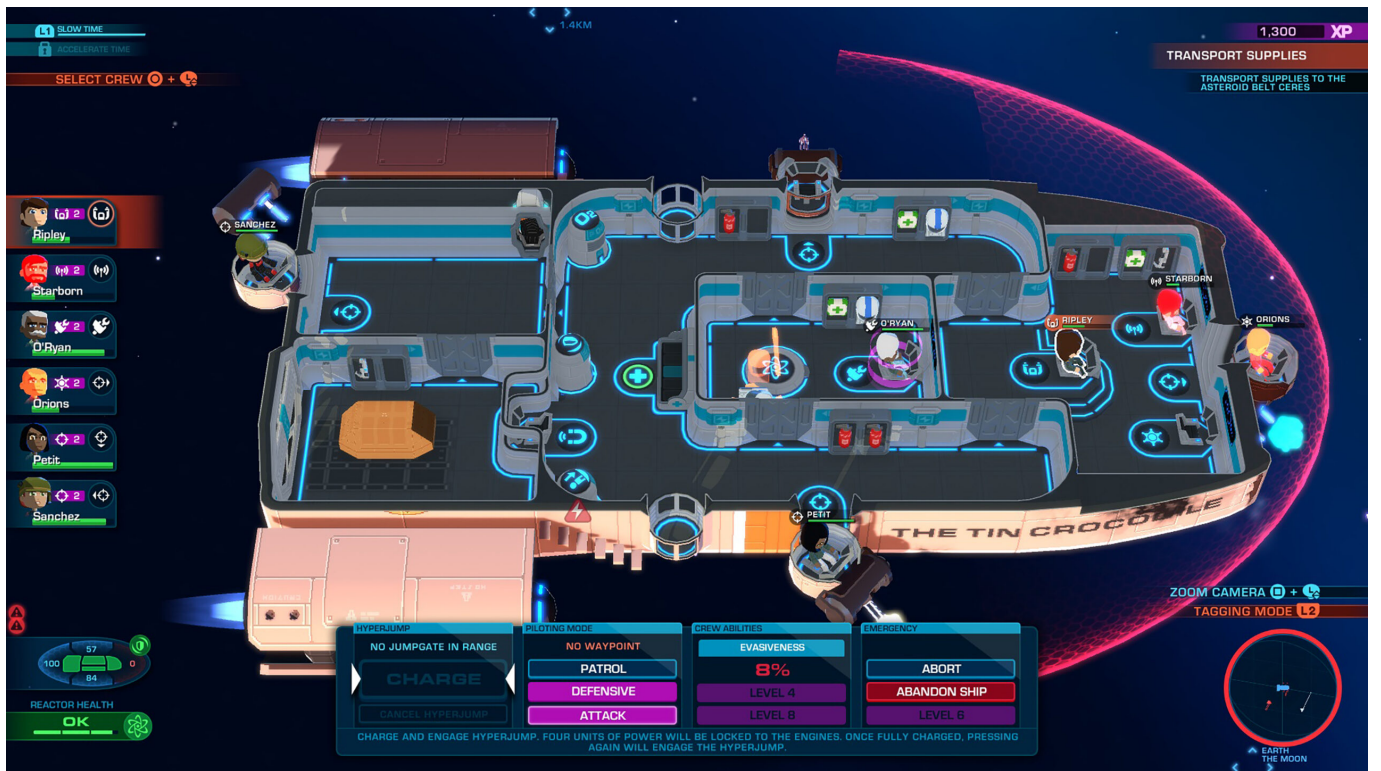 L1 SLOW TIME
ACCELERATE TIME
SELECT CREW + L
1.4KM
1,300 XP
TRANSPORT SUPPLIES
TRANSPORT SUPPLIES TO THE
ASTEROID BELT CERES
2
Ripley
2
Starborn
2
O'Ryan
2
Orions
2
Petit
2
Sanchez
SANCHEZ
O2
STARBORN
ORIONS
RIPLEY
O'RYAN
PETIT
THE TIN CROCODILE
CAUTION
ZOOM CAMERA + L
TAGGING MODE L2
57
100
0
84
REACTOR HEALTH
OK
HYPERJUMP
NO JUMPGATE IN RANGE
CHARGE
CANCEL HYPERJUMP
PILOTING MODE
NO WAYPOINT
PATROL
DEFENSIVE
ATTACK
CREW ABILITIES
EVASIVENESS
8%
LEVEL 4
LEVEL 8
EMERGENCY
ABORT
ABANDON SHIP
LEVEL 6
CHARGE AND ENGAGE HYPERJUMP. FOUR UNITS OF POWER WILL BE LOCKED TO THE ENGINES. ONCE FULLY CHARGED, PRESSING
AGAIN WILL ENGAGE THE HYPERJUMP.
EARTH
THE MOON